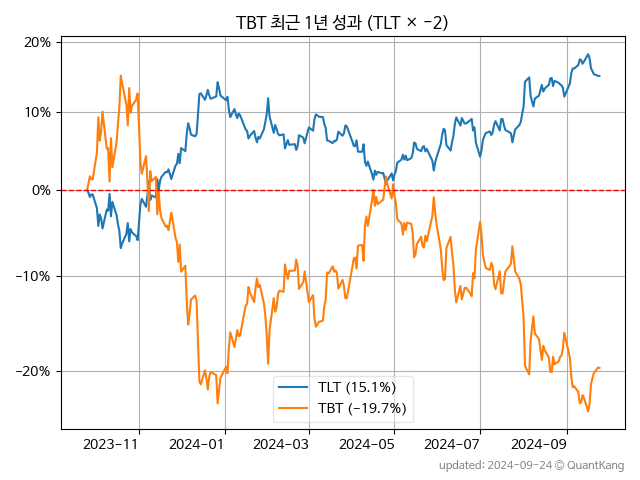 TBT 최근 1년 성과 (TLT × −2)
20%
10%
0%
−10%
−20%
TLT (15.1%)
TBT (−19.7%)
2023-11 2024-01 2024-03 2024-05 2024-07 2024-09
updated: 2024-09-24 © QuantKang